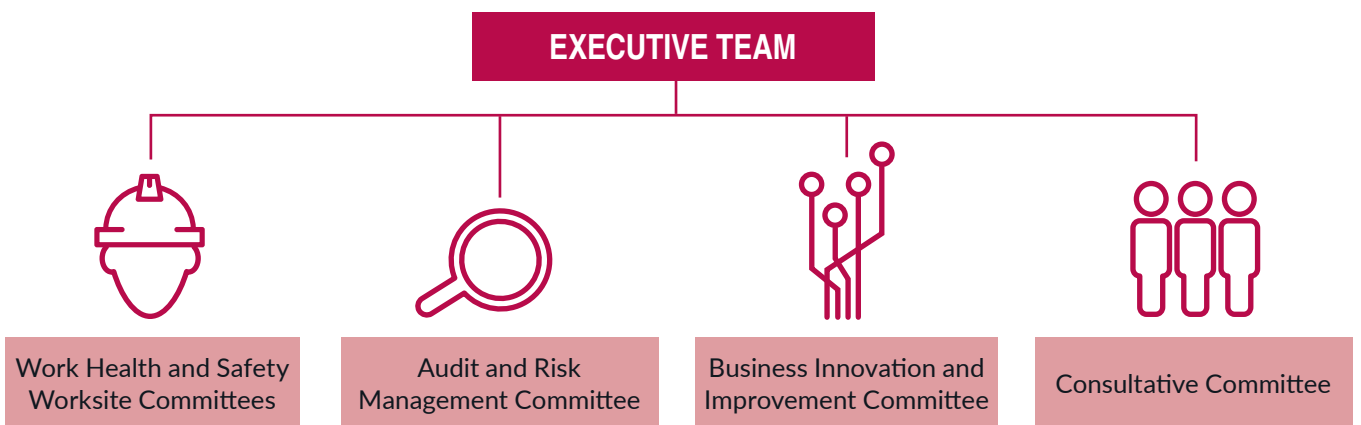 EXECUTIVE TEAM
Work Health and Safety
Worksite Committees
Audit and Risk
Management Committee
Business Innovation and
Improvement Committee
Consultative Committee